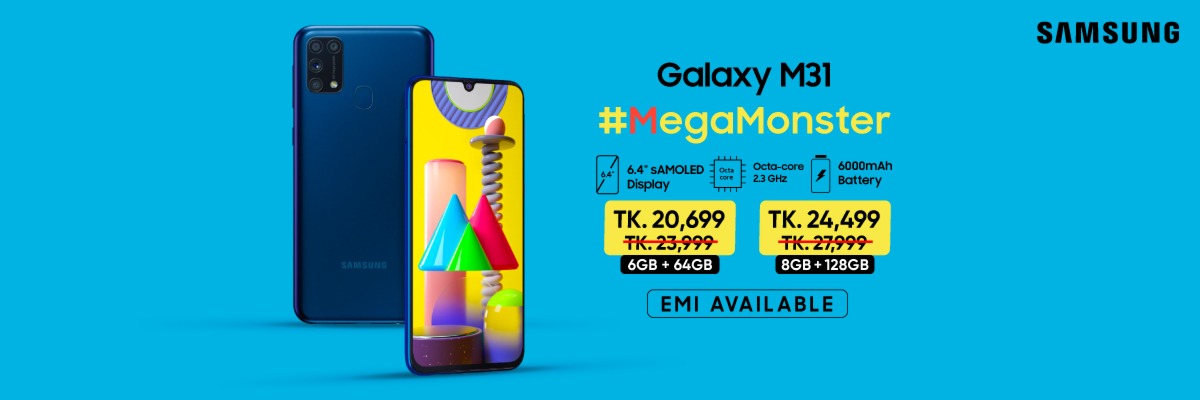 SAMSUNG
Galaxy M31
#MegaMonster
6.4"
6.4" sAMOLED
Display
Octa
core
Octa-core
2.3 GHz
6000mAh
Battery
TK. 20,699
TK. 23,999
6GB + 64GB
TK. 24,499
TK. 27,999
8GB + 128GB
EMI AVAILABLE
SAMSUNG